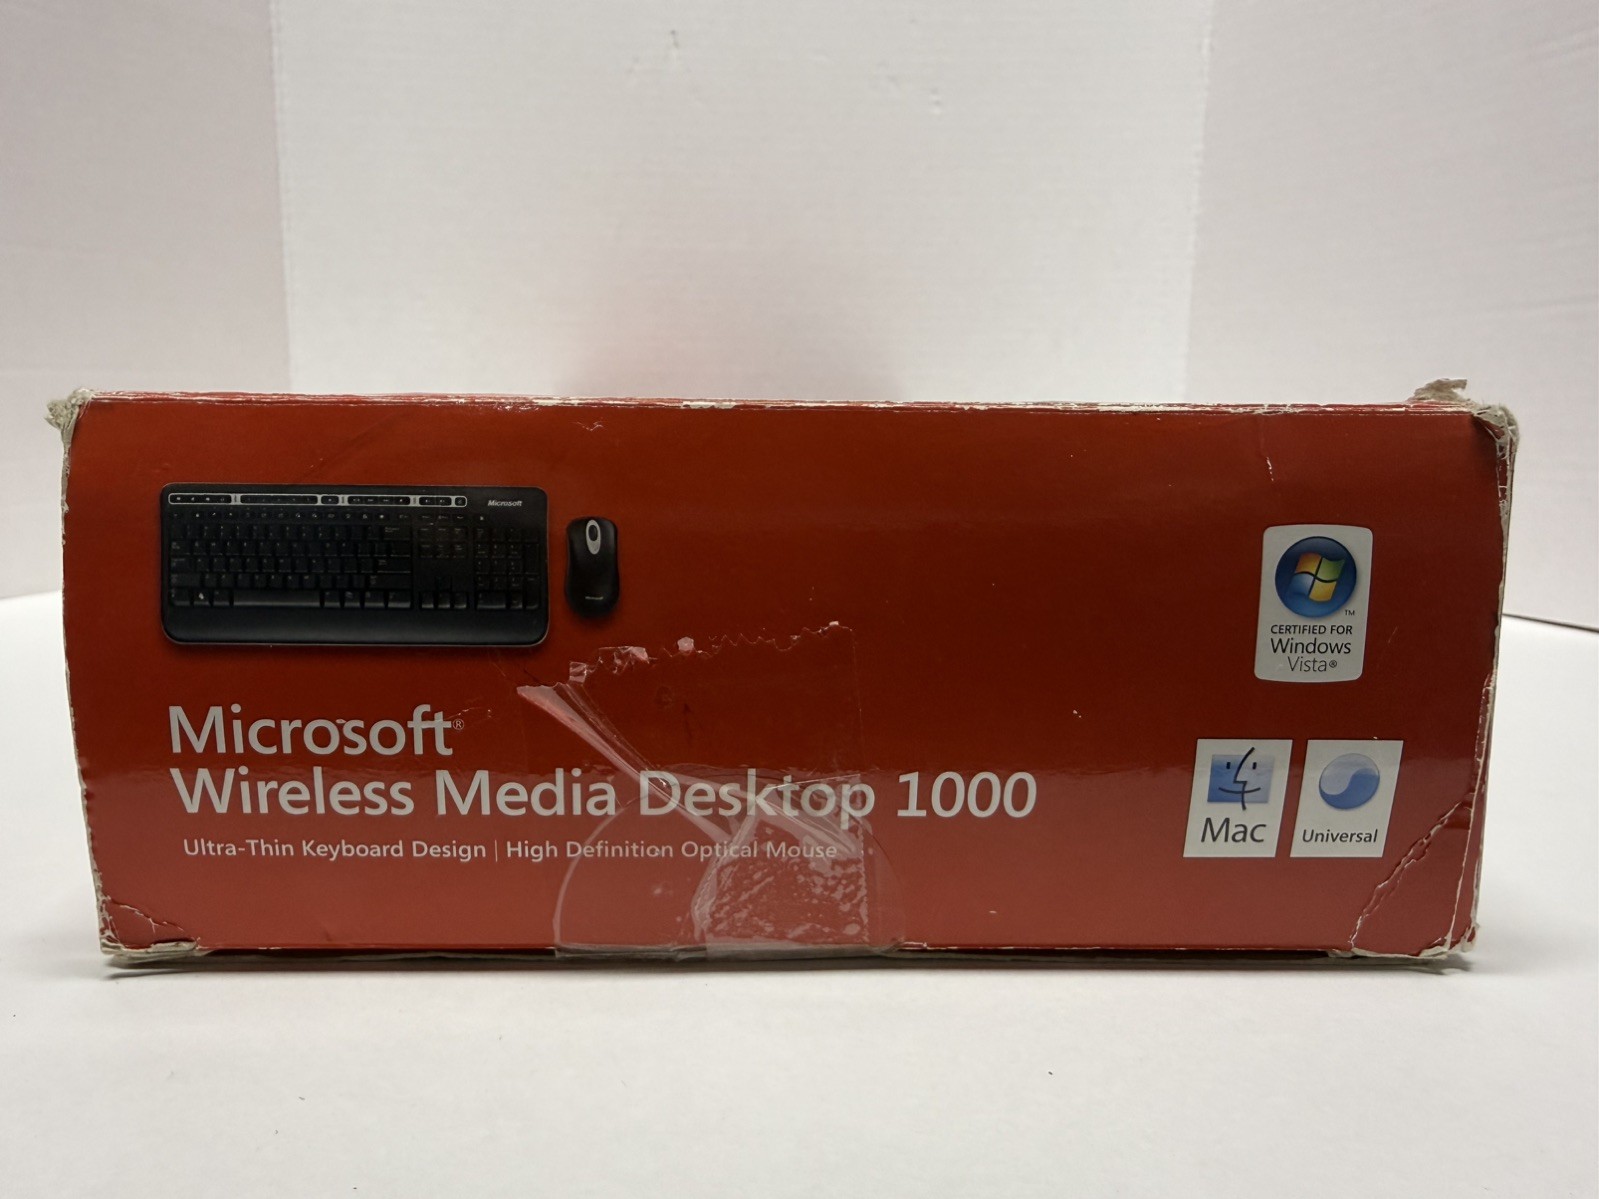 Microsoft
Microsoft®
Wireless Media Desktop 1000
Ultra-Thin Keyboard Design | High Definition Optical Mouse
TM
CERTIFIED FOR
Windows
Vista®
Mac
Universal